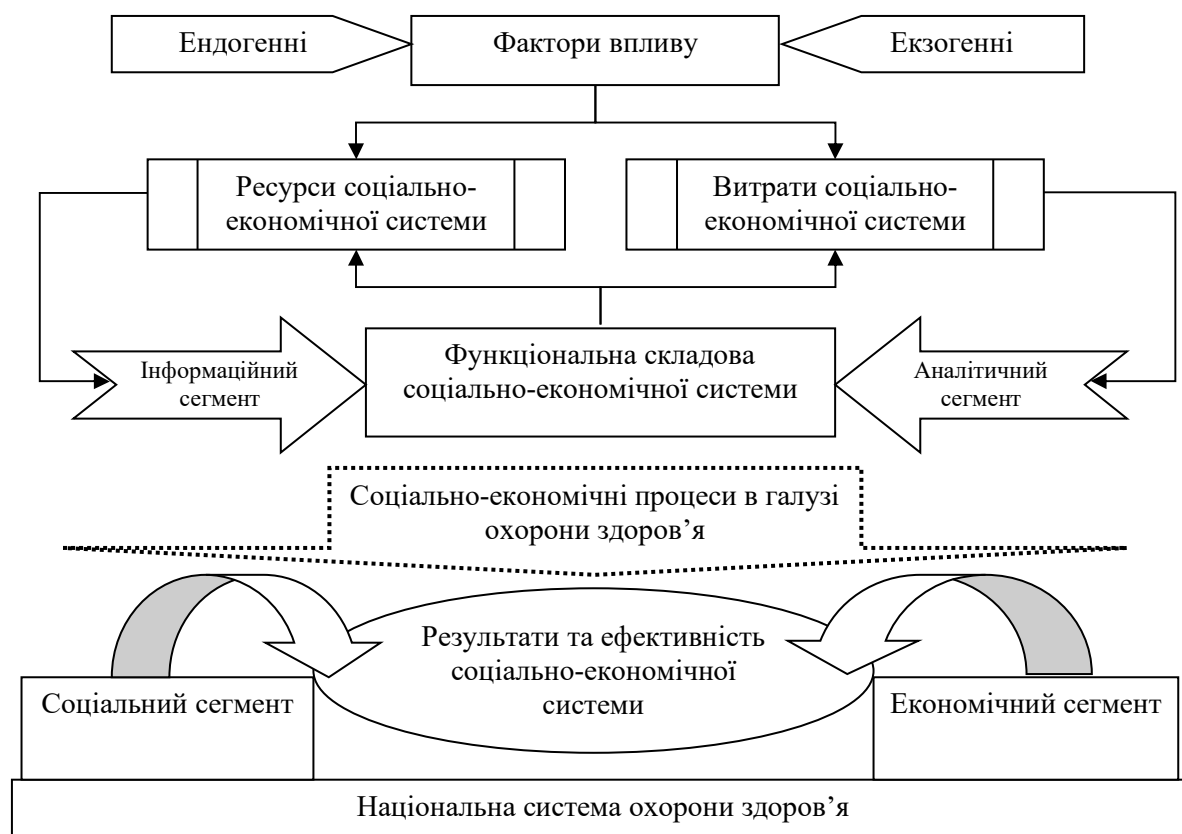 Ендогенні
Фактори впливу
Екзогенні
Ресурси соціально-
економічної системи
Витрати соціально-
економічної системи
Інформаційний
сегмент
Функціональна складова
соціально-економічної системи
Аналітичний
сегмент
Соціально-економічні процеси в галузі
охорони здоров’я
Результати та ефективність
соціально-економічної
системи
Соціальний сегмент
Економічний сегмент
Національна система охорони здоров’я